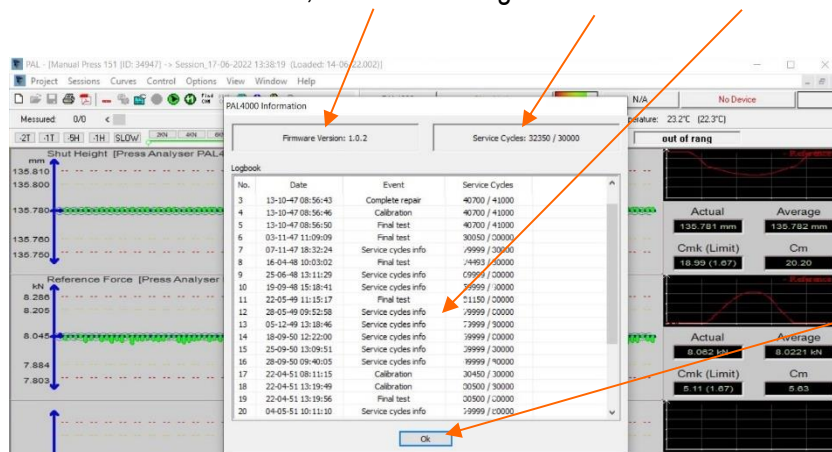 PAL - [Manual Press 151 [ID: 34947] -> Session_17-06-2022 13:38:19 (Loaded: 14-06-22.002)]
Project Sessions Curves Control Options View Window Help
N/A No Device
Messured: 0/0 <
23.2°C (22.3°C)
-2T -1T -5H -1H SLOW 20% 40%
out of rang
PAL4000 Information
Firmware Version: 1.0.2
Service Cycles: 32350 / 30000
Logbook
No. Date Event Service Cycles
3 13-10-47 08:56:43 Complete repair 40700 / 41000
4 13-10-47 08:56:46 Calibration 40700 / 41000
5 13-10-47 08:56:50 Final test 40700 / 41000
6 03-11-47 11:09:09 Final test 30050 /
7 07-11-47 18:32:24 Service cycles info
8 16-04-48 10:03:02 Final test
9 25-06-48 13:11:29 Service cycles info
10 19-09-48 15:18:41 Service cycles info
11 22-05-49 11:15:17 Final test
12 28-05-49 09:52:58 Service cycles info
13 05-12-49 13:18:46 Service cycles info
14 18-09-50 12:22:00 Service cycles info
15 25-09-50 13:09:51 Service cycles info
16 28-09-50 09:40:05 Service cycles info
17 22-04-51 08:11:15 Calibration 30450 / 30000
18 22-04-51 13:19:49 Calibration 00500 / 30000
19 22-04-51 13:19:56 Final test 00500 /
20 04-05-51 10:11:10 Service cycles info
Ok
Shut Height [Press Analyser PAL4
mm
135.810
135.800
135.780
135.760
135.750
Actual Average
135.781 mm 135.782 mm
Cmk (Limit) Cm
18.99 (1.67) 20.20
Reference Force [Press Analyser
kN
8.286
8.205
8.045
7.884
7.803
Actual Average
8.062 kN 8.0221 kN
Cmk (Limit) Cm
5.11 (1.67) 5.63